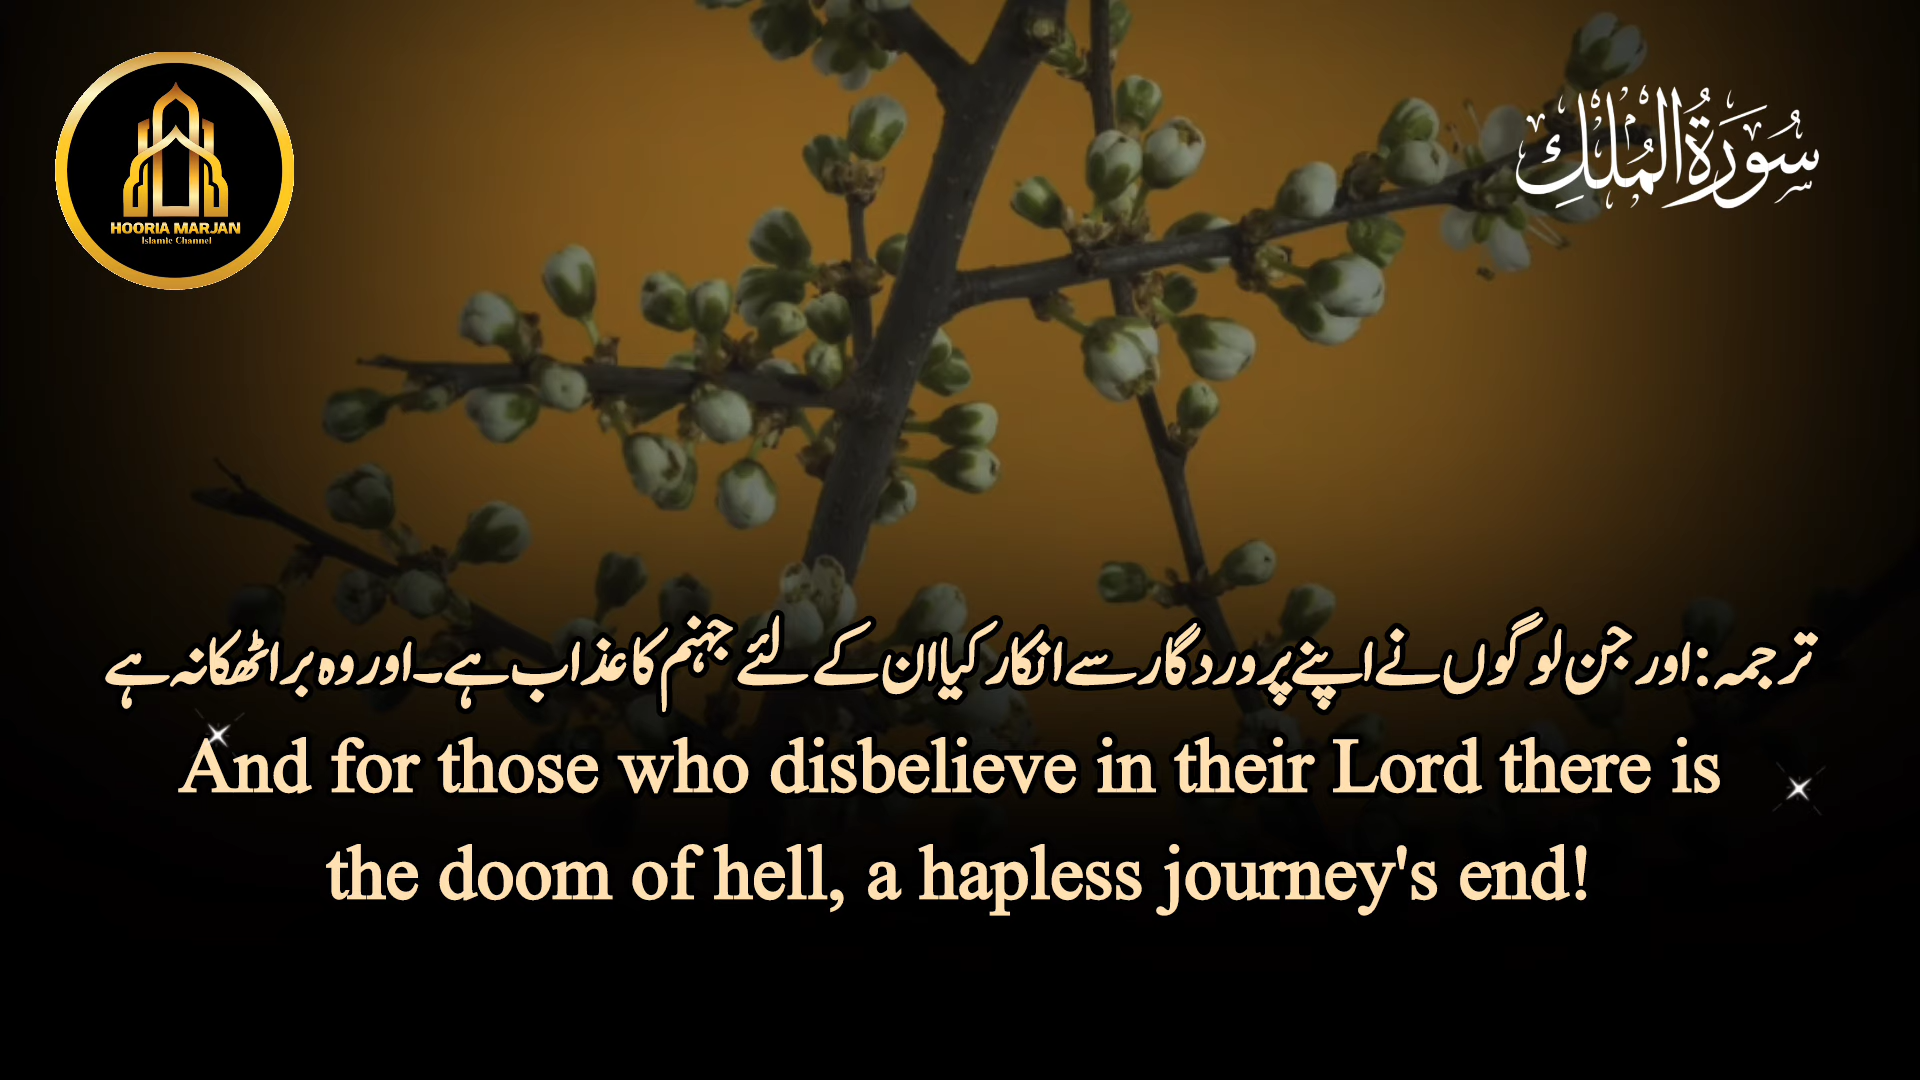 HOORIA MARJAN
Islamic Channel
سُورَةُ الْمُلْكِ
ترجمہ: اور جن لوگوں نے اپنے پروردگار سے انکار کیا ان کے لئے جہنم کا عذاب ہے۔ اور وہ برا ٹھکانہ ہے
And for those who disbelieve in their Lord there is
the doom of hell, a hapless journey's end!